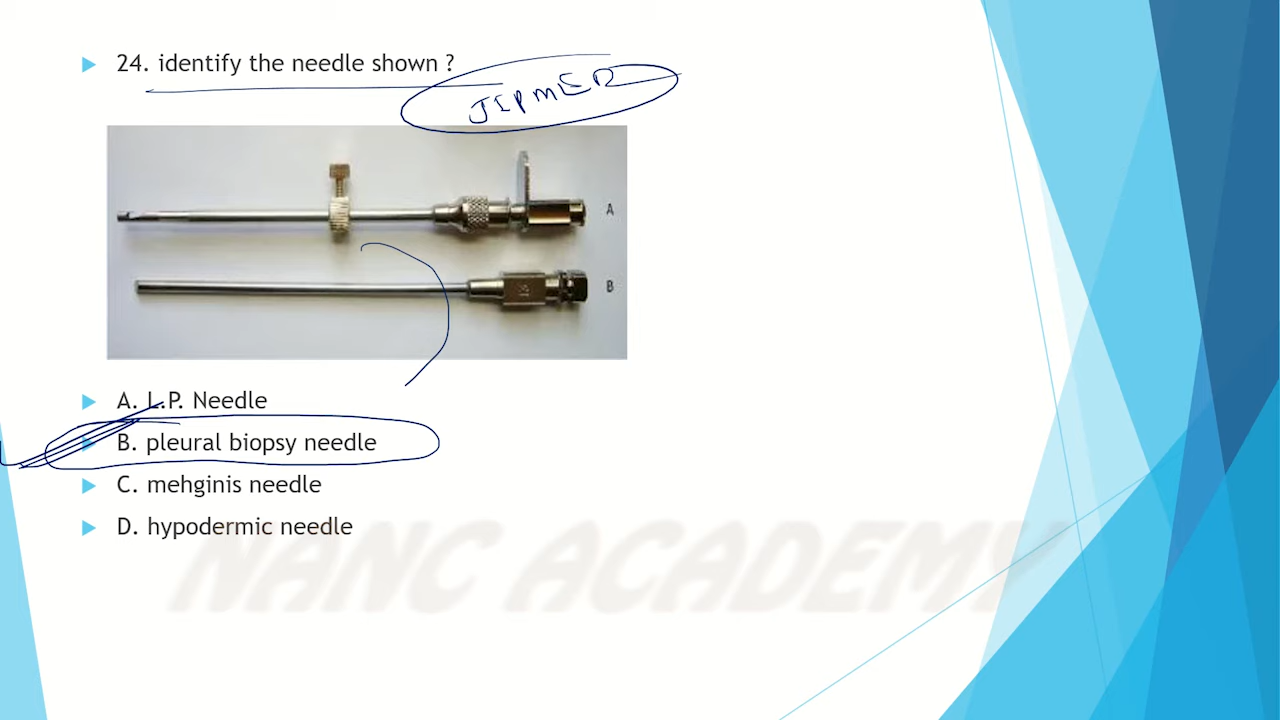 24. identify the needle shown ?
JIPMER
A
B
A. L.P. Needle
B. pleural biopsy needle
C. mehginis needle
D. hypodermic needle
NANC ACADEMY